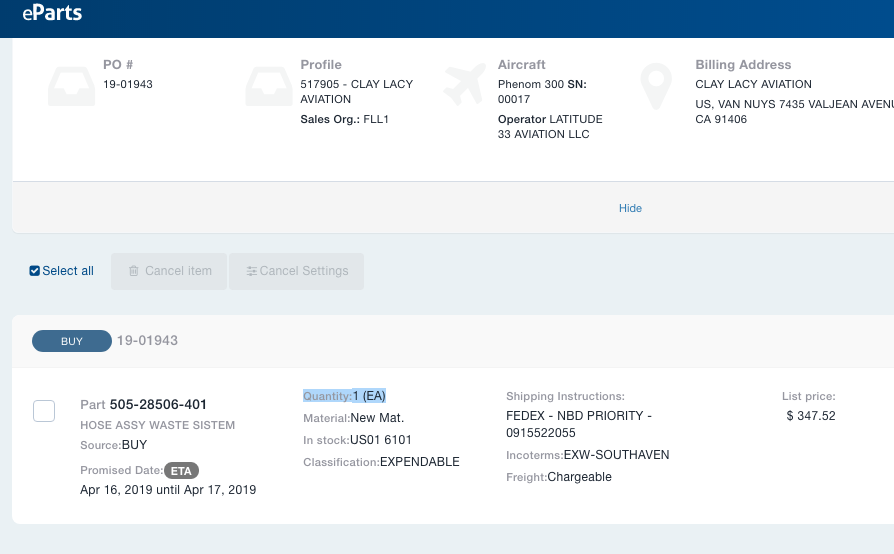 eParts
PO #
19-01943
Profile
517905 - CLAY LACY
AVIATION
Sales Org.: FLL1
Aircraft
Phenom 300 SN:
00017
Operator LATITUDE
33 AVIATION LLC
Billing Address
CLAY LACY AVIATION
US, VAN NUYS 7435 VALJEAN AVENU
CA 91406
Hide
Select all
Cancel item
Cancel Settings
BUY 19-01943
Part 505-28506-401
HOSE ASSY WASTE SISTEM
Source:BUY
Promised Date: ETA
Apr 16, 2019 until Apr 17, 2019
Quantity:1 (EA)
Material:New Mat.
In stock:US01 6101
Classification:EXPENDABLE
Shipping Instructions:
FEDEX - NBD PRIORITY -
0915522055
Incoterms:EXW-SOUTHAVEN
Freight:Chargeable
List price:
$ 347.52